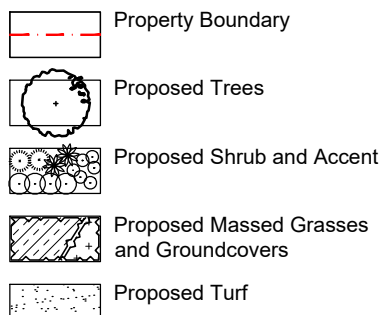 Property Boundary
Proposed Trees
Proposed Shrub and Accent
Proposed Massed Grasses
and Groundcovers
Proposed Turf